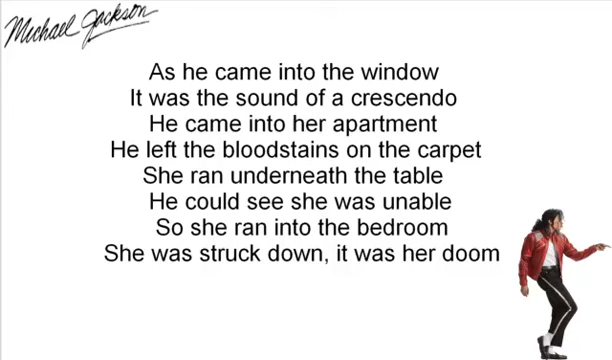 Michael Jackson
As he came into the window
It was the sound of a crescendo
He came into her apartment
He left the bloodstains on the carpet
She ran underneath the table
He could see she was unable
So she ran into the bedroom
She was struck down, it was her doom